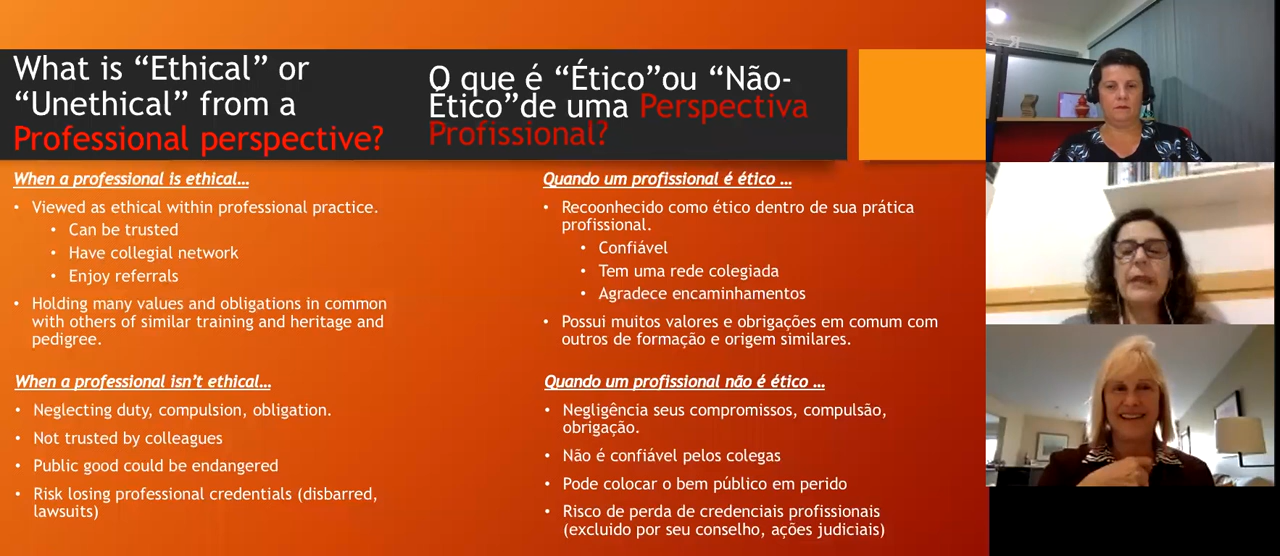 What is “Ethical” or
“Unethical” from a
Professional perspective?
O que é “Ético”ou “Não-
Ético”de uma Perspectiva
Profissional?
When a professional is ethical…
• Viewed as ethical within professional practice.
• Can be trusted
• Have collegial network
• Enjoy referrals
• Holding many values and obligations in common
with others of similar training and heritage and
pedigree.
When a professional isn’t ethical…
• Neglecting duty, compulsion, obligation.
• Not trusted by colleagues
• Public good could be endangered
• Risk losing professional credentials (disbarred,
lawsuits)
Quando um profissional é ético …
• Recoonhecido como ético dentro de sua prática
profissional.
• Confiável
• Tem uma rede colegiada
• Agradece encaminhamentos
• Possui muitos valores e obrigações em comum com
outros de formação e origem similares.
Quando um profissional não é ético …
• Negligência seus compromissos, compulsão,
obrigação.
• Não é confiável pelos colegas
• Pode colocar o bem público em perido
• Risco de perda de credenciais profissionais
(excluido por seu conselho, ações judiciais)